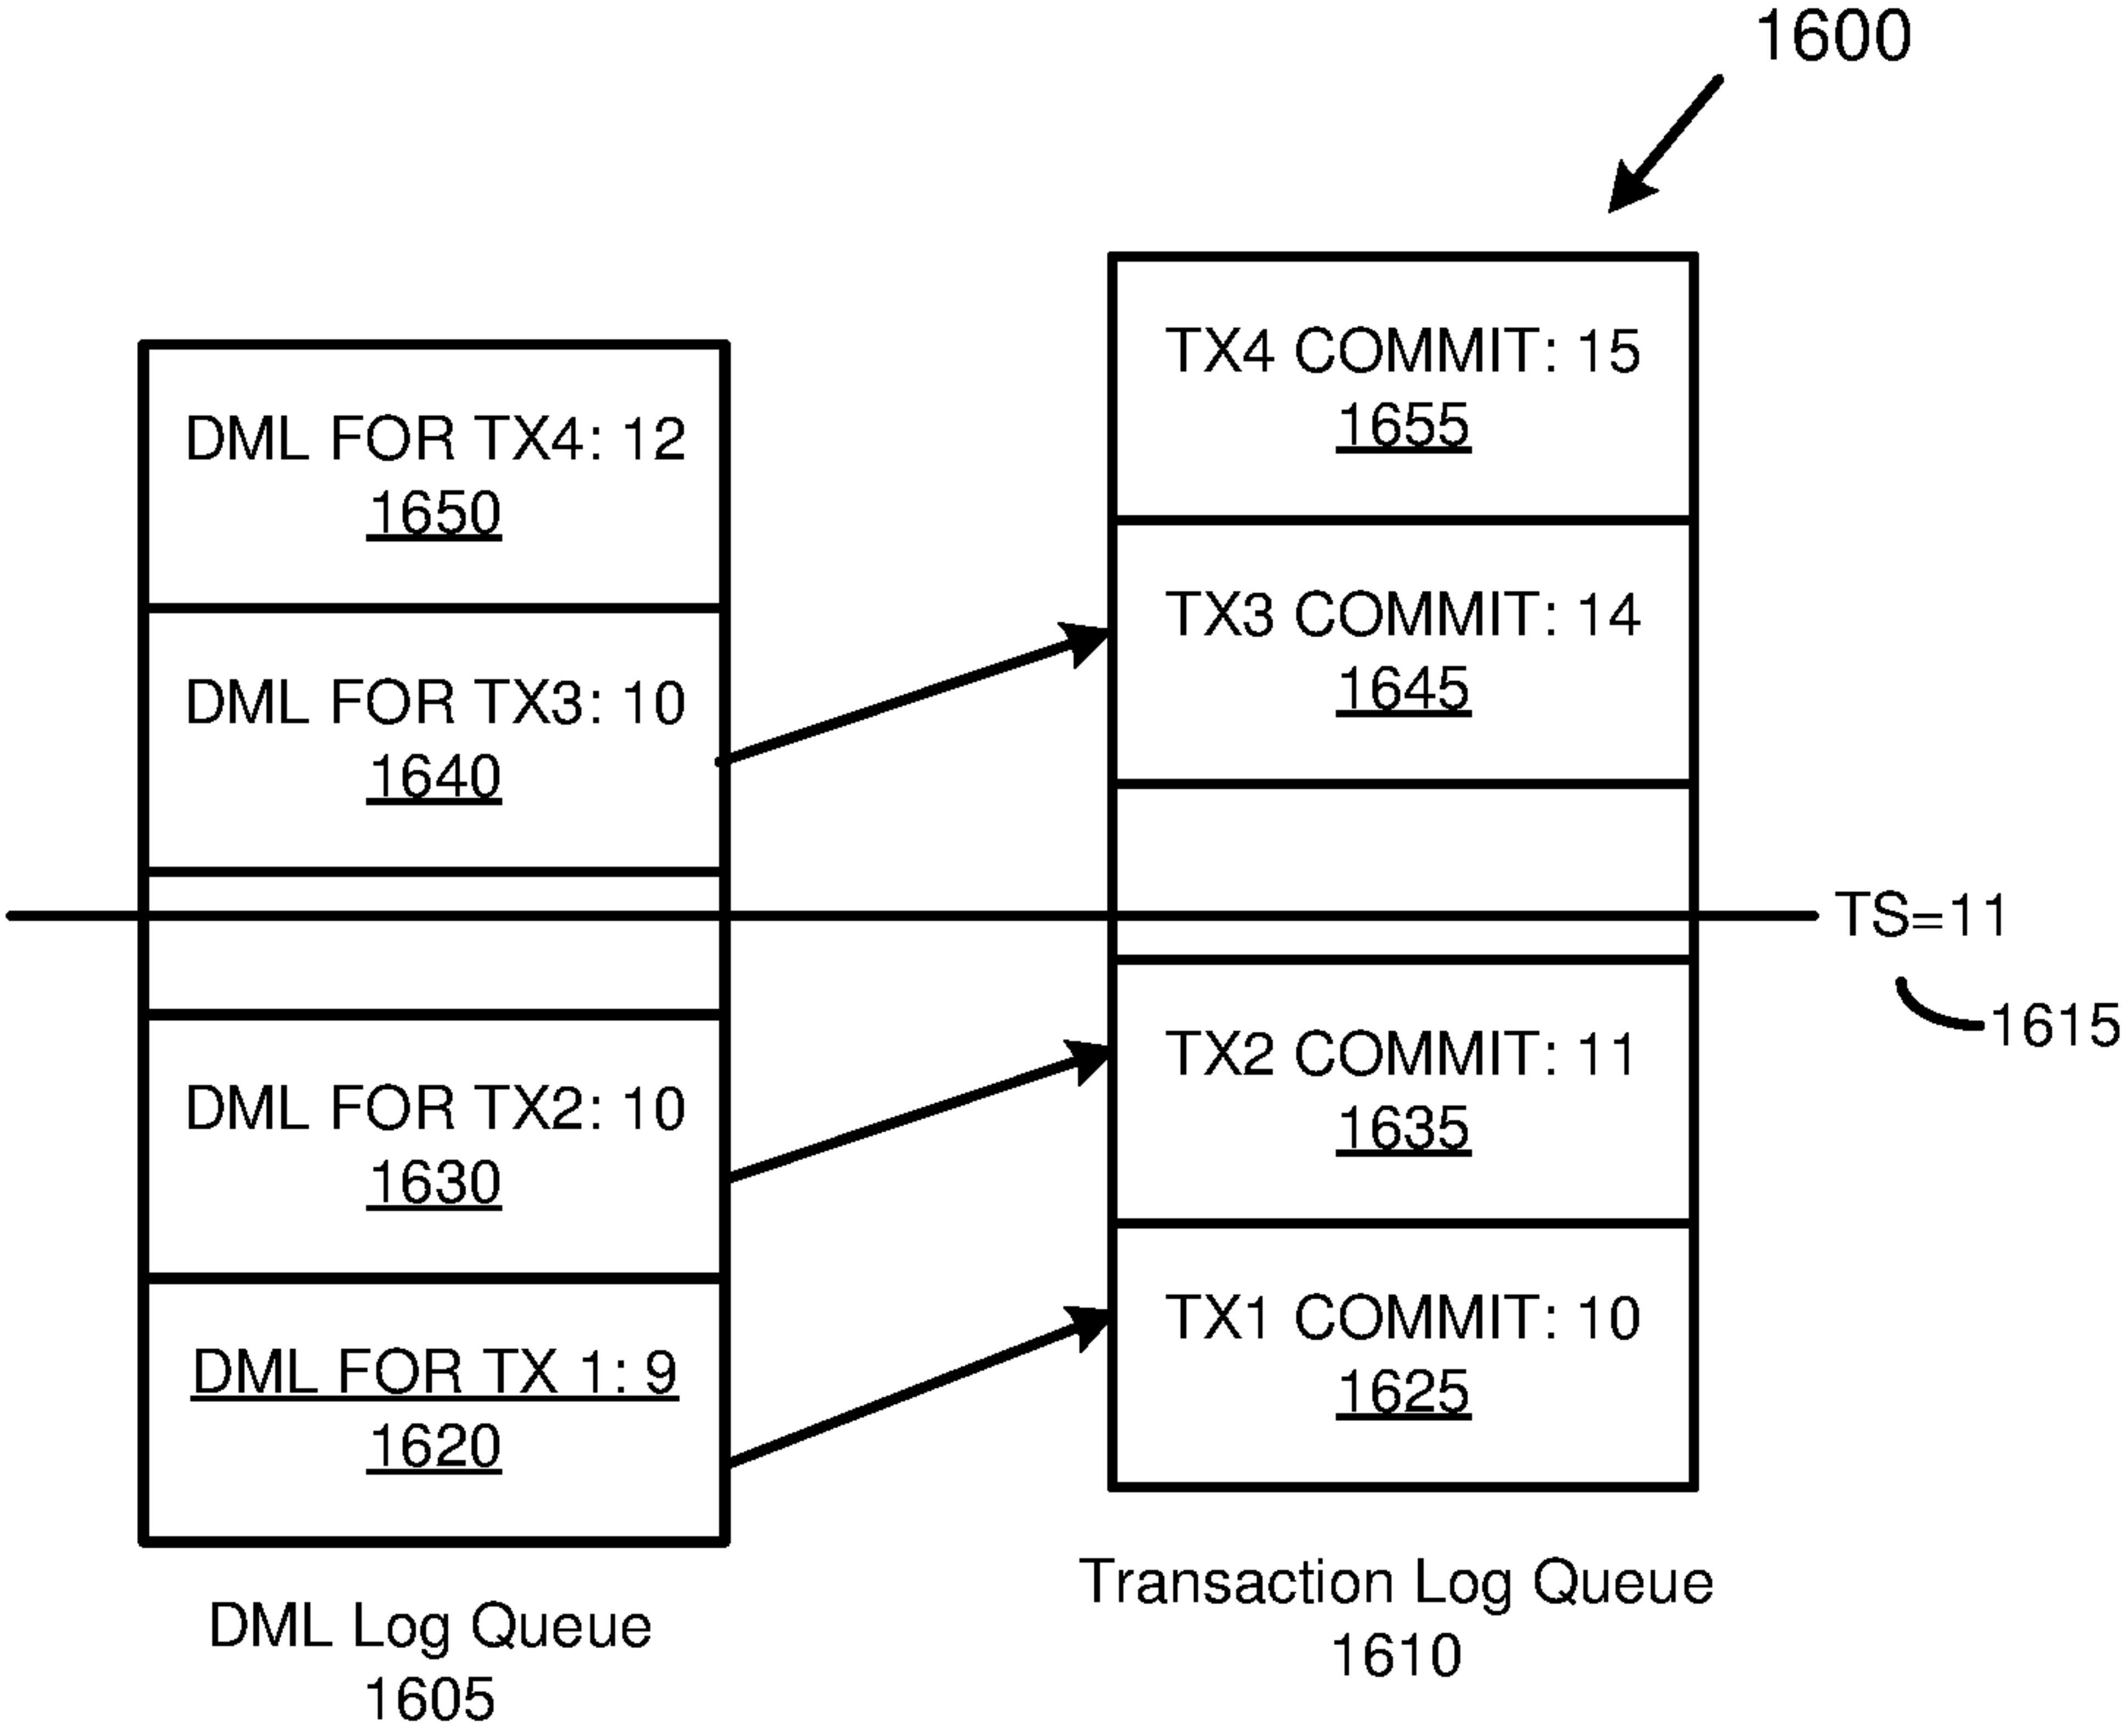 1600
TX4 COMMIT: 15
1655
DML FOR TX4: 12
1650
TX3 COMMIT: 14
1645
DML FOR TX3: 10
1640
TS=11
1615
TX2 COMMIT: 11
1635
DML FOR TX2: 10
1630
TX1 COMMIT: 10
1625
DML FOR TX 1: 9
1620
Transaction Log Queue
1610
DML Log Queue
1605